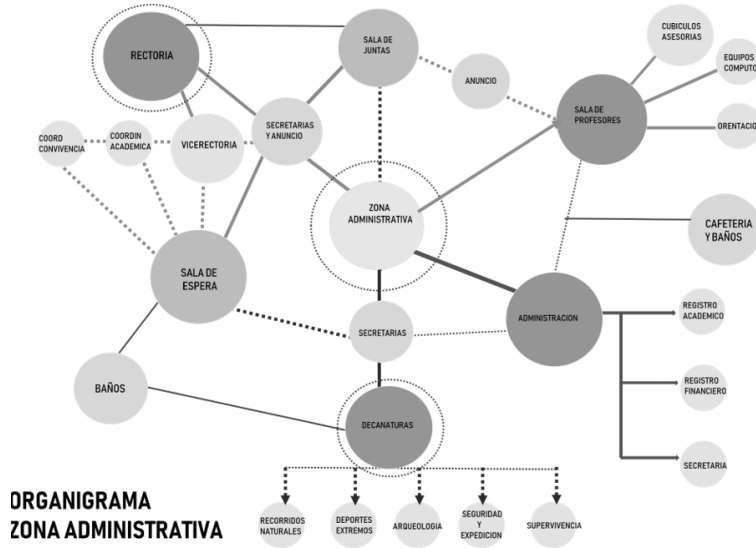 CUBICULOS
ASESORIAS
SALA DE
JUNTAS
RECTORIA
EQUIPOS
COMPUTO
ANUNCIO
SALA DE
PROFESORES
ORENTACIO
SECRETARIAS
Y ANUNCIO
COORD
CONVIVENCIA
COORDIN
ACADEMICA
VICERECTORIA
ZONA
ADMINISTRATIVA
CAFETERIA
Y BAÑOS
SALA DE
ESPERA
REGISTRO
ACADEMICO
ADMINISTRACION
SECRETARIAS
REGISTRO
FINANCIERO
BAÑOS
DECANATURAS
SECRETARIA
ORGANIGRAMA
ZONA ADMINISTRATIVA
RECORRIDOS
NATURALES
DEPORTES
EXTREMOS
ARQUEOLOGIA
SEGURIDAD
Y
EXPEDICION
SUPERVIVENCIA